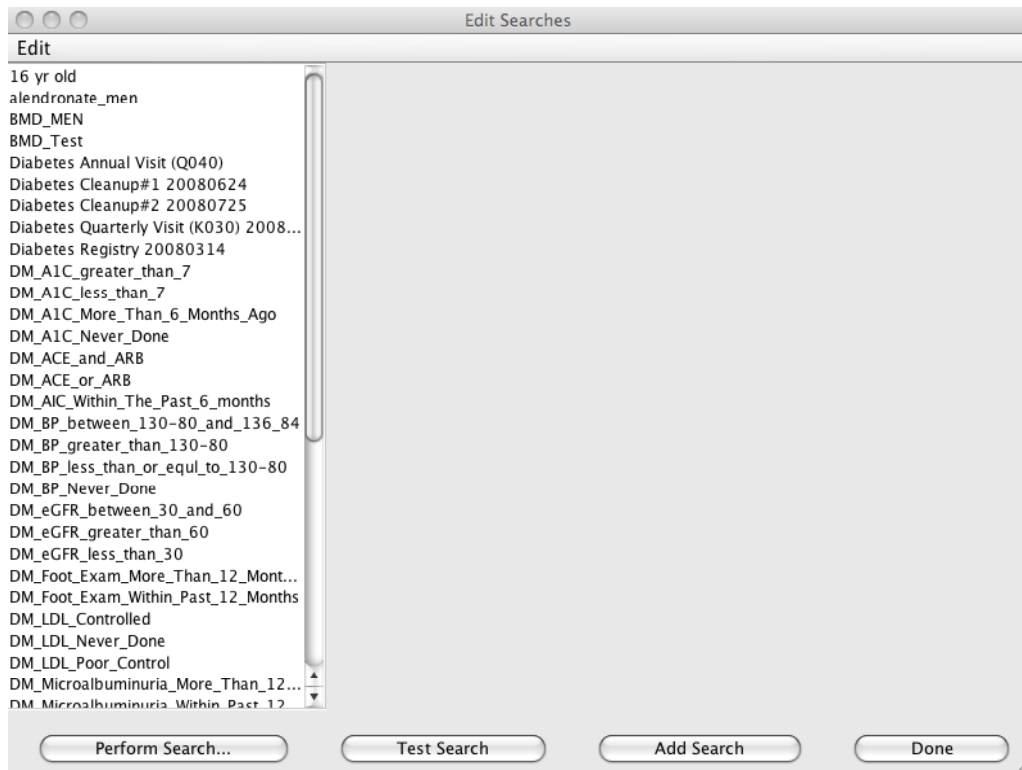 Edit Searches
Edit
16 yr old
alendronate_men
BMD_MEN
BMD_Test
Diabetes Annual Visit (Q040)
Diabetes Cleanup#1 20080624
Diabetes Cleanup#2 20080725
Diabetes Quarterly Visit (K030) 2008...
Diabetes Registry 20080314
DM_A1C_greater_than_7
DM_A1C_less_than_7
DM_A1C_More_Than_6_Months_Ago
DM_A1C_Never_Done
DM_ACE_and_ARB
DM_ACE_or_ARB
DM_AIC_Within_The_Past_6_months
DM_BP_between_130-80_and_136_84
DM_BP_greater_than_130-80
DM_BP_less_than_or_equl_to_130-80
DM_BP_Never_Done
DM_eGFR_between_30_and_60
DM_eGFR_greater_than_60
DM_eGFR_less_than_30
DM_Foot_Exam_More_Than_12_Mont...
DM_Foot_Exam_Within_Past_12_Months
DM_LDL_Controlled
DM_LDL_Never_Done
DM_LDL_Poor_Control
DM_Microalbuminuria_More_Than_12...
DM_Microalbuminuria_Within_Past_12
Perform Search... Test Search Add Search Done